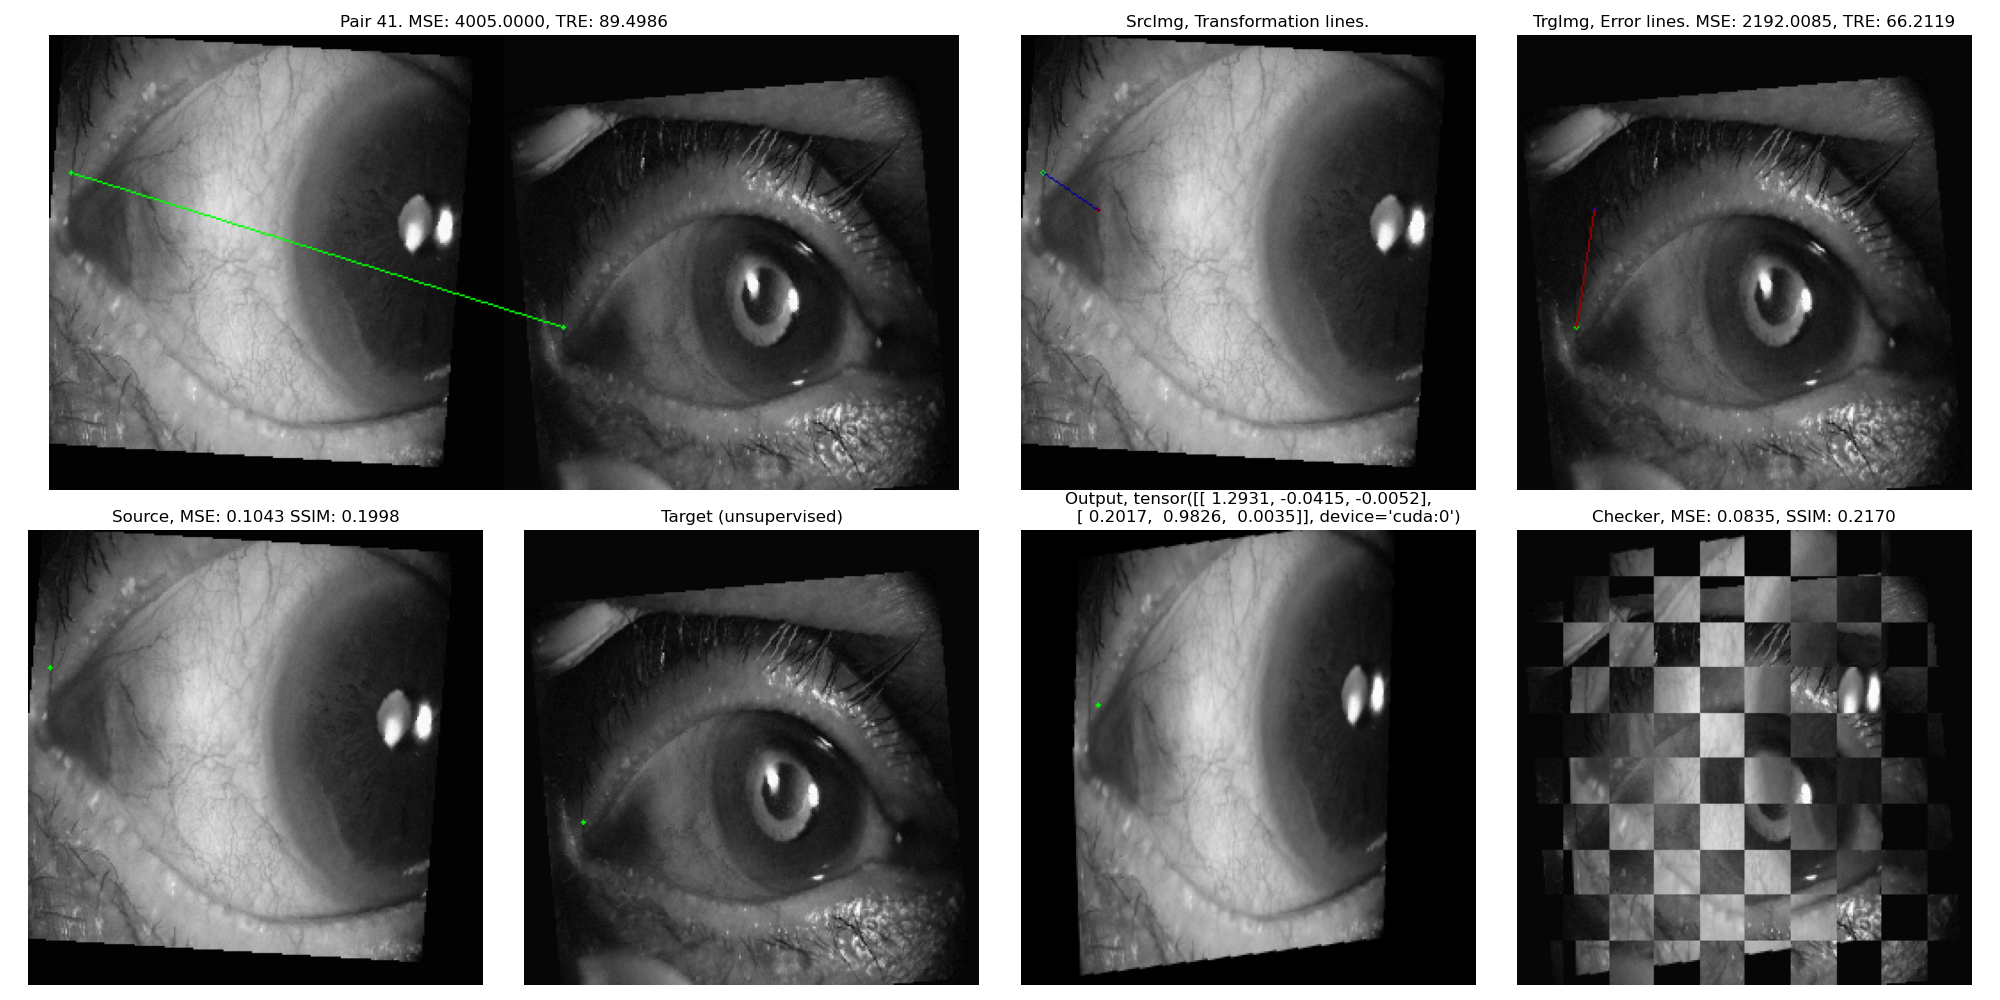 Pair 41. MSE: 4005.0000, TRE: 89.4986
SrcImg, Transformation lines.
TrgImg, Error lines. MSE: 2192.0085, TRE: 66.2119
Source, MSE: 0.1043 SSIM: 0.1998
Target (unsupervised)
Output, tensor([[ 1.2931, -0.0415, -0.0052],
[ 0.2017,  0.9826,  0.0035]], device='cuda:0')
Checker, MSE: 0.0835, SSIM: 0.2170